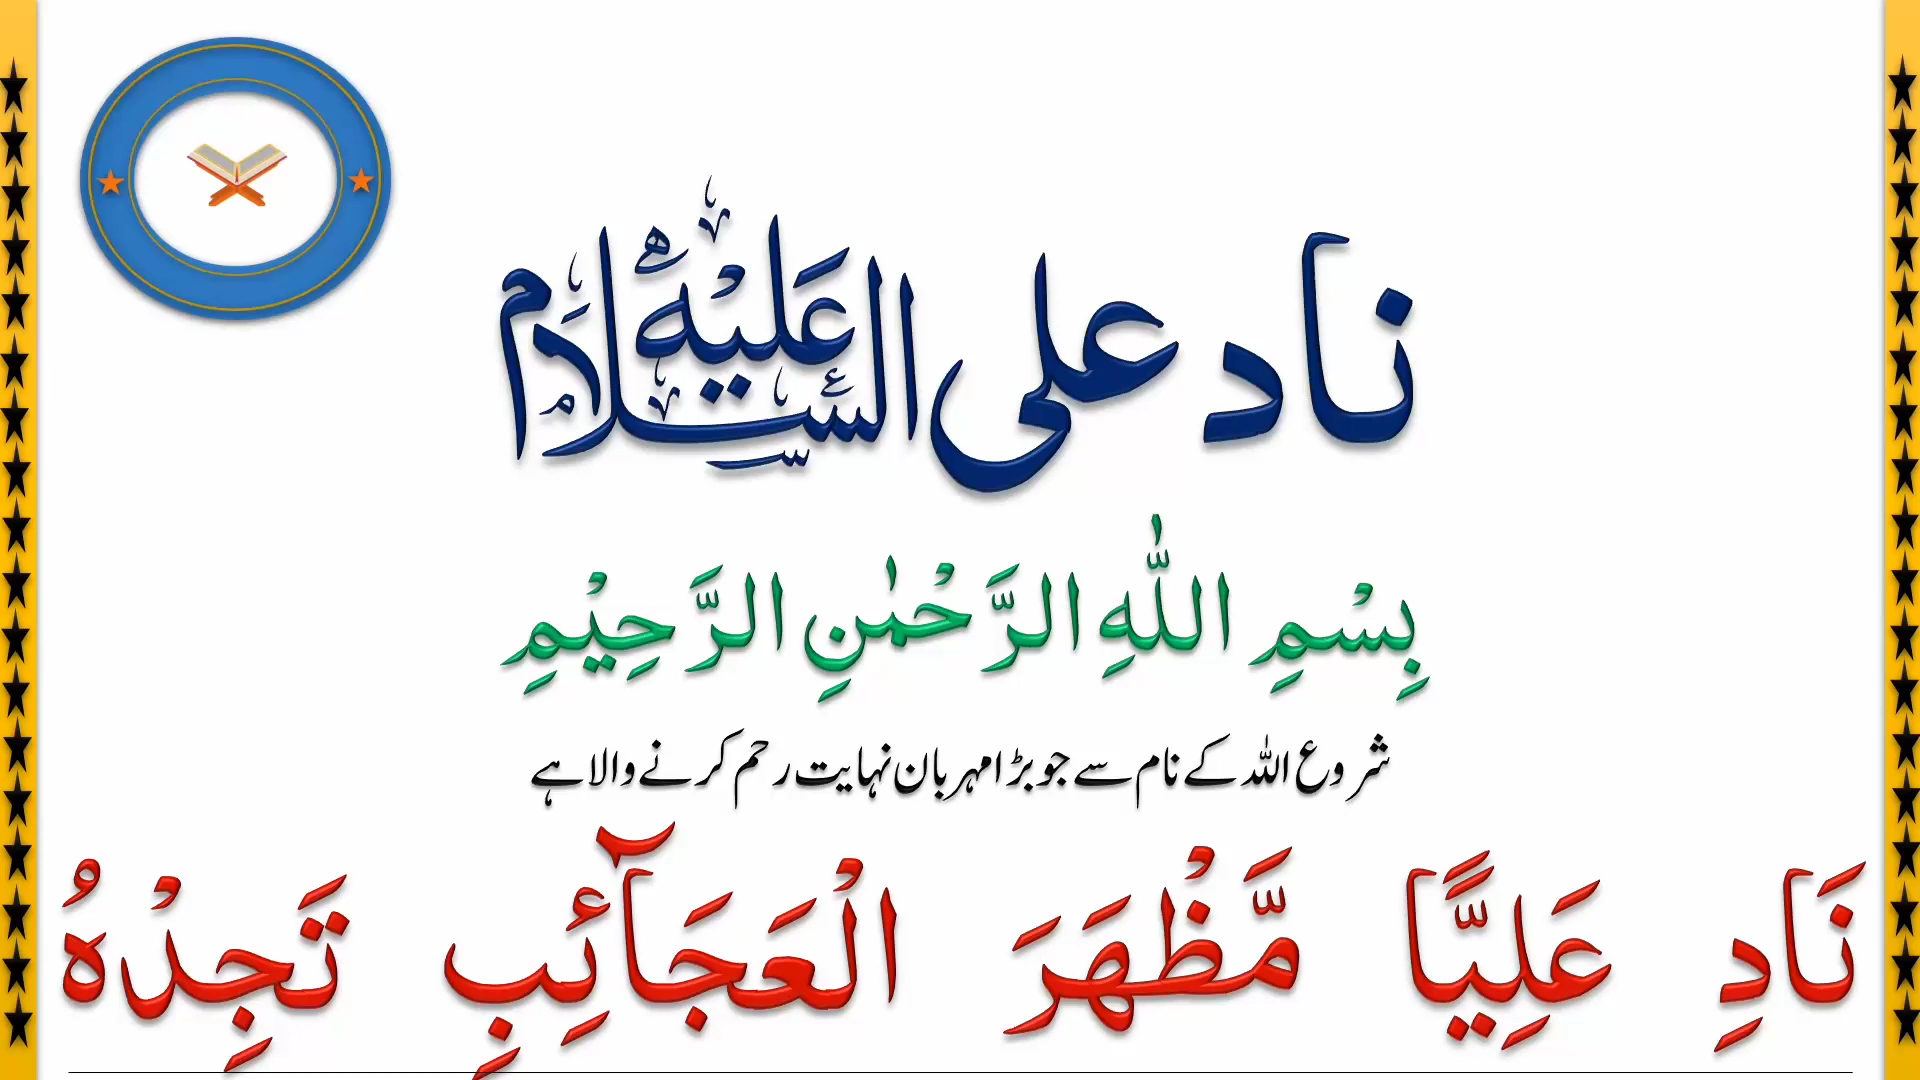 ناد علی علیہ السلام
بِسْمِ اللّٰهِ الرَّحْمٰنِ الرَّحِیْمِ
شروع اللہ کے نام سے جو بڑا مہربان نہایت رحم کرنے والا ہے
نَادِ عَلِیًّا مَّظْهَرَ الْعَجَآئِبِ تَجِدْهُ